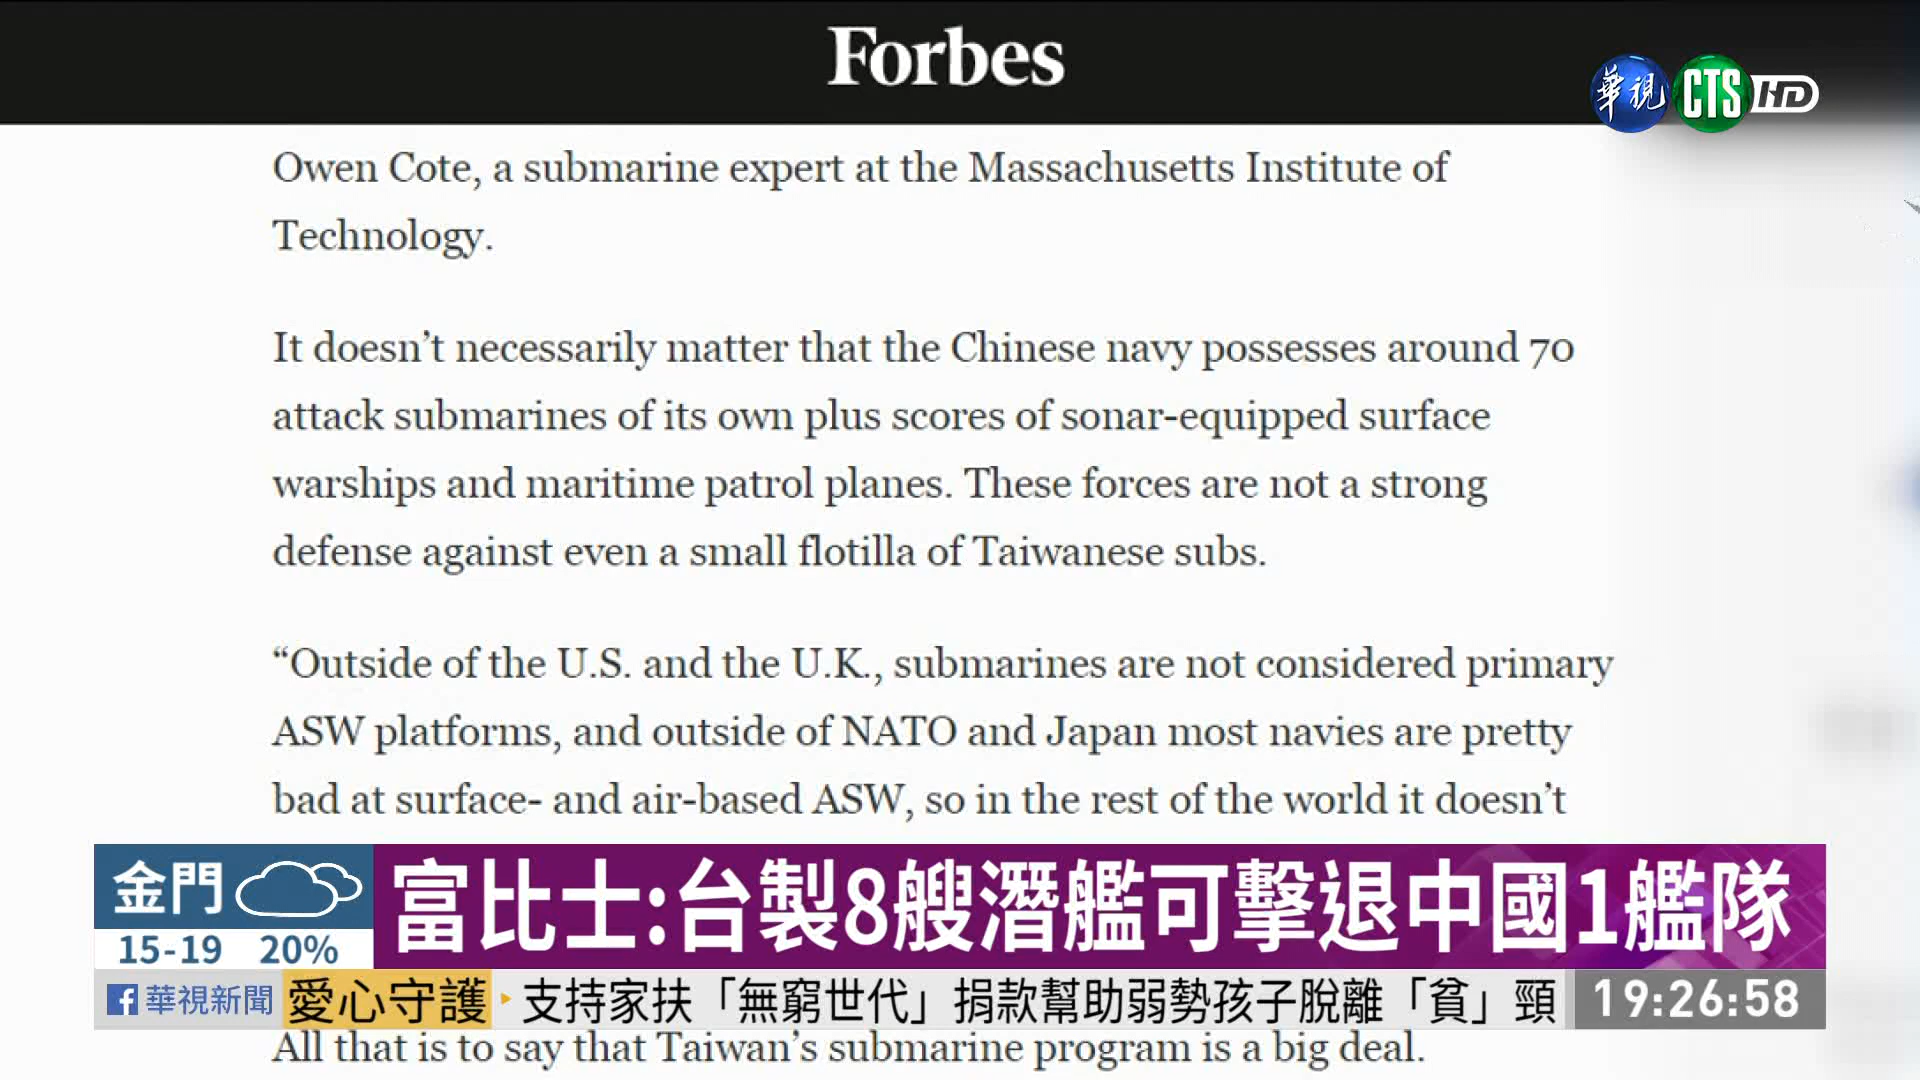 Forbes
華視 CTS HD
Owen Cote, a submarine expert at the Massachusetts Institute of
Technology.
It doesn’t necessarily matter that the Chinese navy possesses around 70
attack submarines of its own plus scores of sonar-equipped surface
warships and maritime patrol planes. These forces are not a strong
defense against even a small flotilla of Taiwanese subs.
“Outside of the U.S. and the U.K., submarines are not considered primary
ASW platforms, and outside of NATO and Japan most navies are pretty
bad at surface- and air-based ASW, so in the rest of the world it doesn’t
金門
15-19 20%
富比士:台製8艘潛艦可擊退中國1艦隊
華視新聞 愛心守護 支持家扶「無窮世代」捐款幫助弱勢孩子脫離「貧」頸 19:26:58
All that is to say that Taiwan’s submarine program is a big deal.